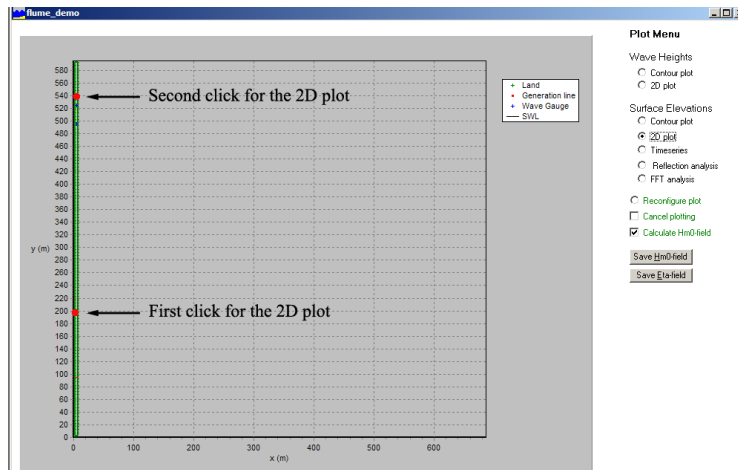 flume_demo
Plot Menu
Wave Heights
Contour plot
2D plot
Surface Elevations
Contour plot
2D plot
Timeseries
Reflection analysis
FFT analysis
Reconfigure plot
Cancel plotting
Calculate Hm0-field
Save Hm0-field
Save Eta-field
Land
Generation line
Wave Gauge
SWL
Second click for the 2D plot
First click for the 2D plot
y (m)
580
560
540
520
500
480
460
440
420
400
380
360
340
320
300
280
260
240
220
200
180
160
140
120
100
80
60
40
20
0
0 100 200 300 400 500 600
x (m)